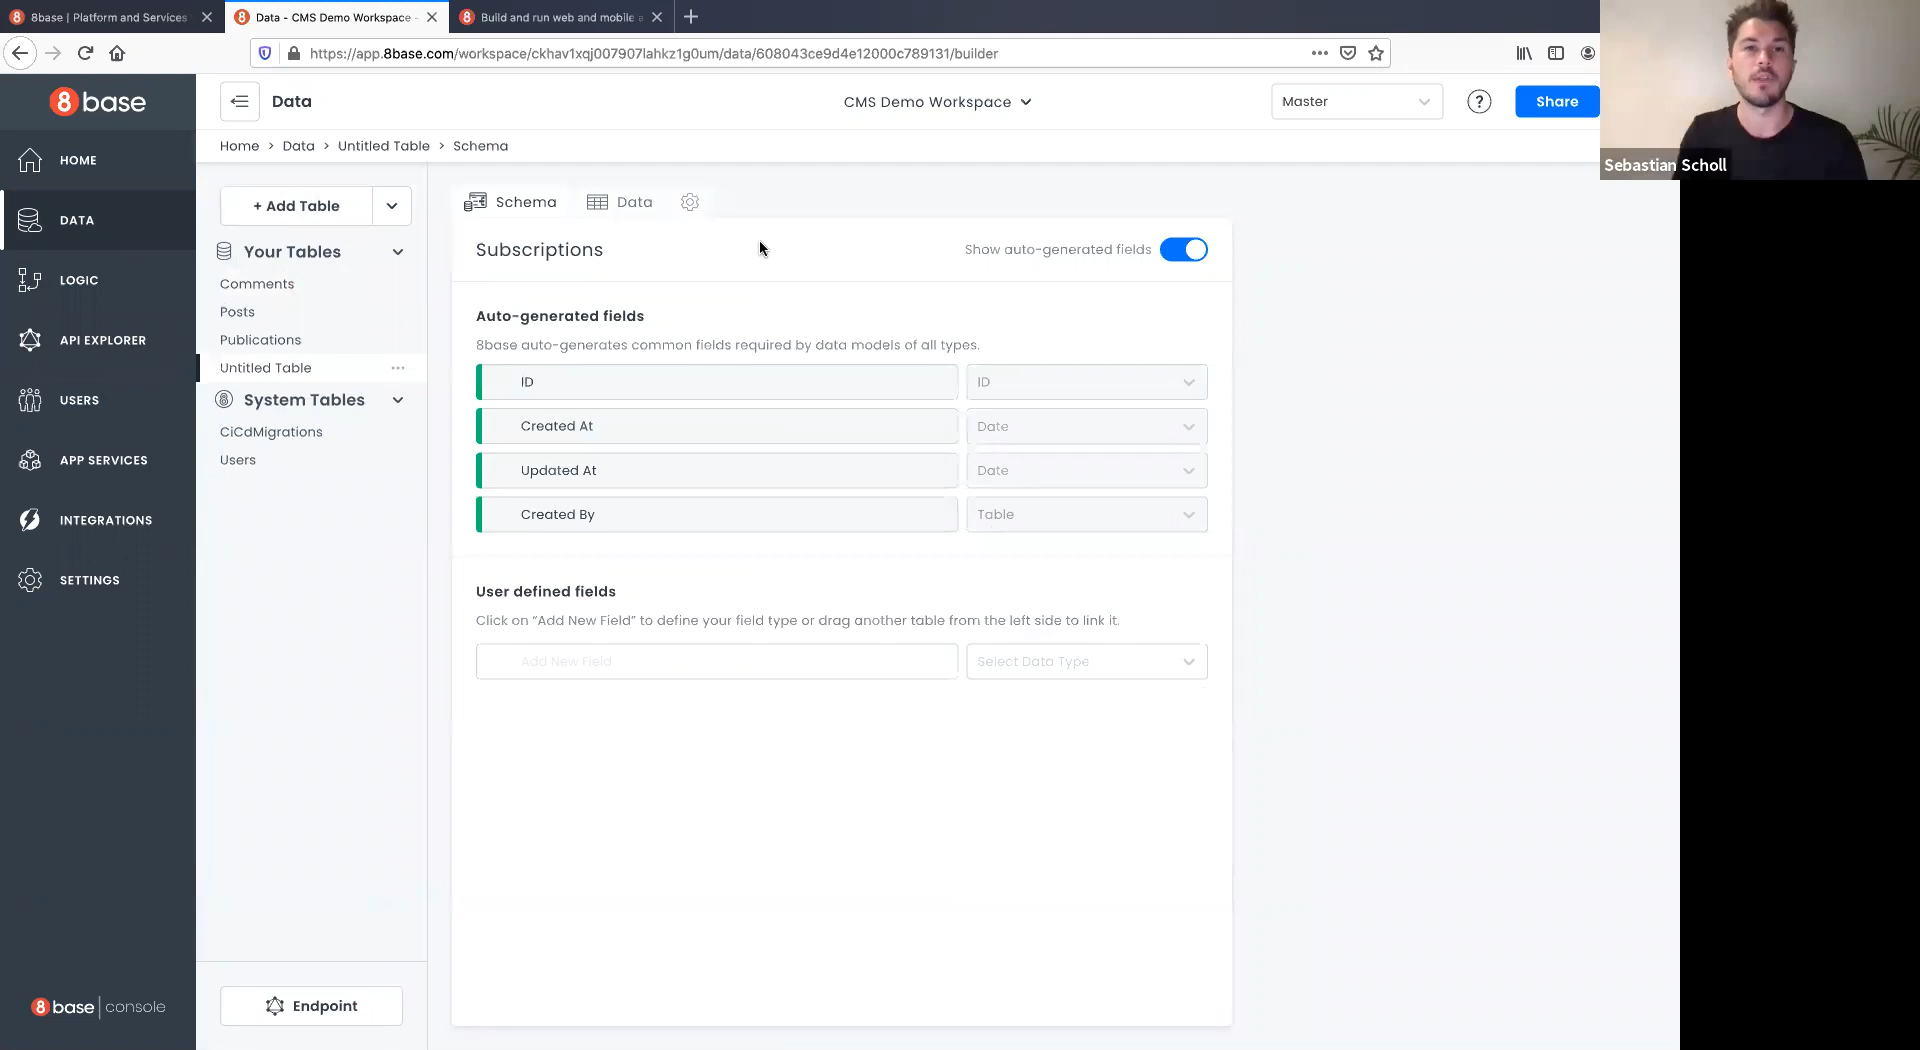 8base | Platform and Services
Data - CMS Demo Workspace -
Build and run web and mobile a
https://app.8base.com/workspace/ckhav1xqj007907lahkz1g0um/data/608043ce9d4e12000c789131/builder
8base
Data
CMS Demo Workspace
Master
?
Share
Sebastian Scholl
Home > Data > Untitled Table > Schema
HOME
DATA
LOGIC
API EXPLORER
USERS
APP SERVICES
INTEGRATIONS
SETTINGS
8base | console
+ Add Table
Your Tables
Comments
Posts
Publications
Untitled Table
System Tables
CiCdMigrations
Users
Endpoint
Schema
Data
Subscriptions
Show auto-generated fields
Auto-generated fields
8base auto-generates common fields required by data models of all types.
ID
ID
Created At
Date
Updated At
Date
Created By
Table
User defined fields
Click on “Add New Field” to define your field type or drag another table from the left side to link it.
Add New Field
Select Data Type